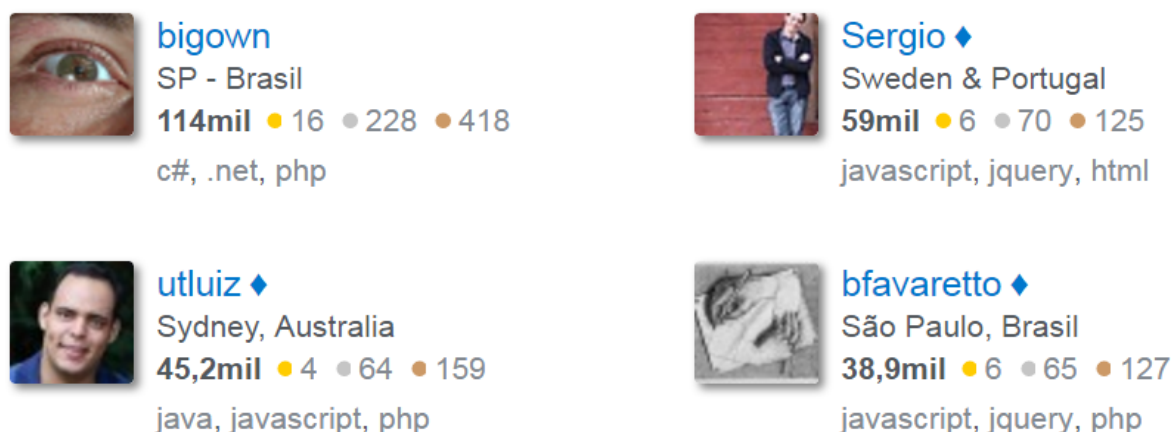 bigown
SP - Brasil
114mil ● 16 ● 228 ● 418
c#, .net, php
Sergio ♦
Sweden & Portugal
59mil ● 6 ● 70 ● 125
javascript, jquery, html
utluiz ♦
Sydney, Australia
45,2mil ● 4 ● 64 ● 159
java, javascript, php
bfavaretto ♦
São Paulo, Brasil
38,9mil ● 6 ● 65 ● 127
javascript, jquery, php